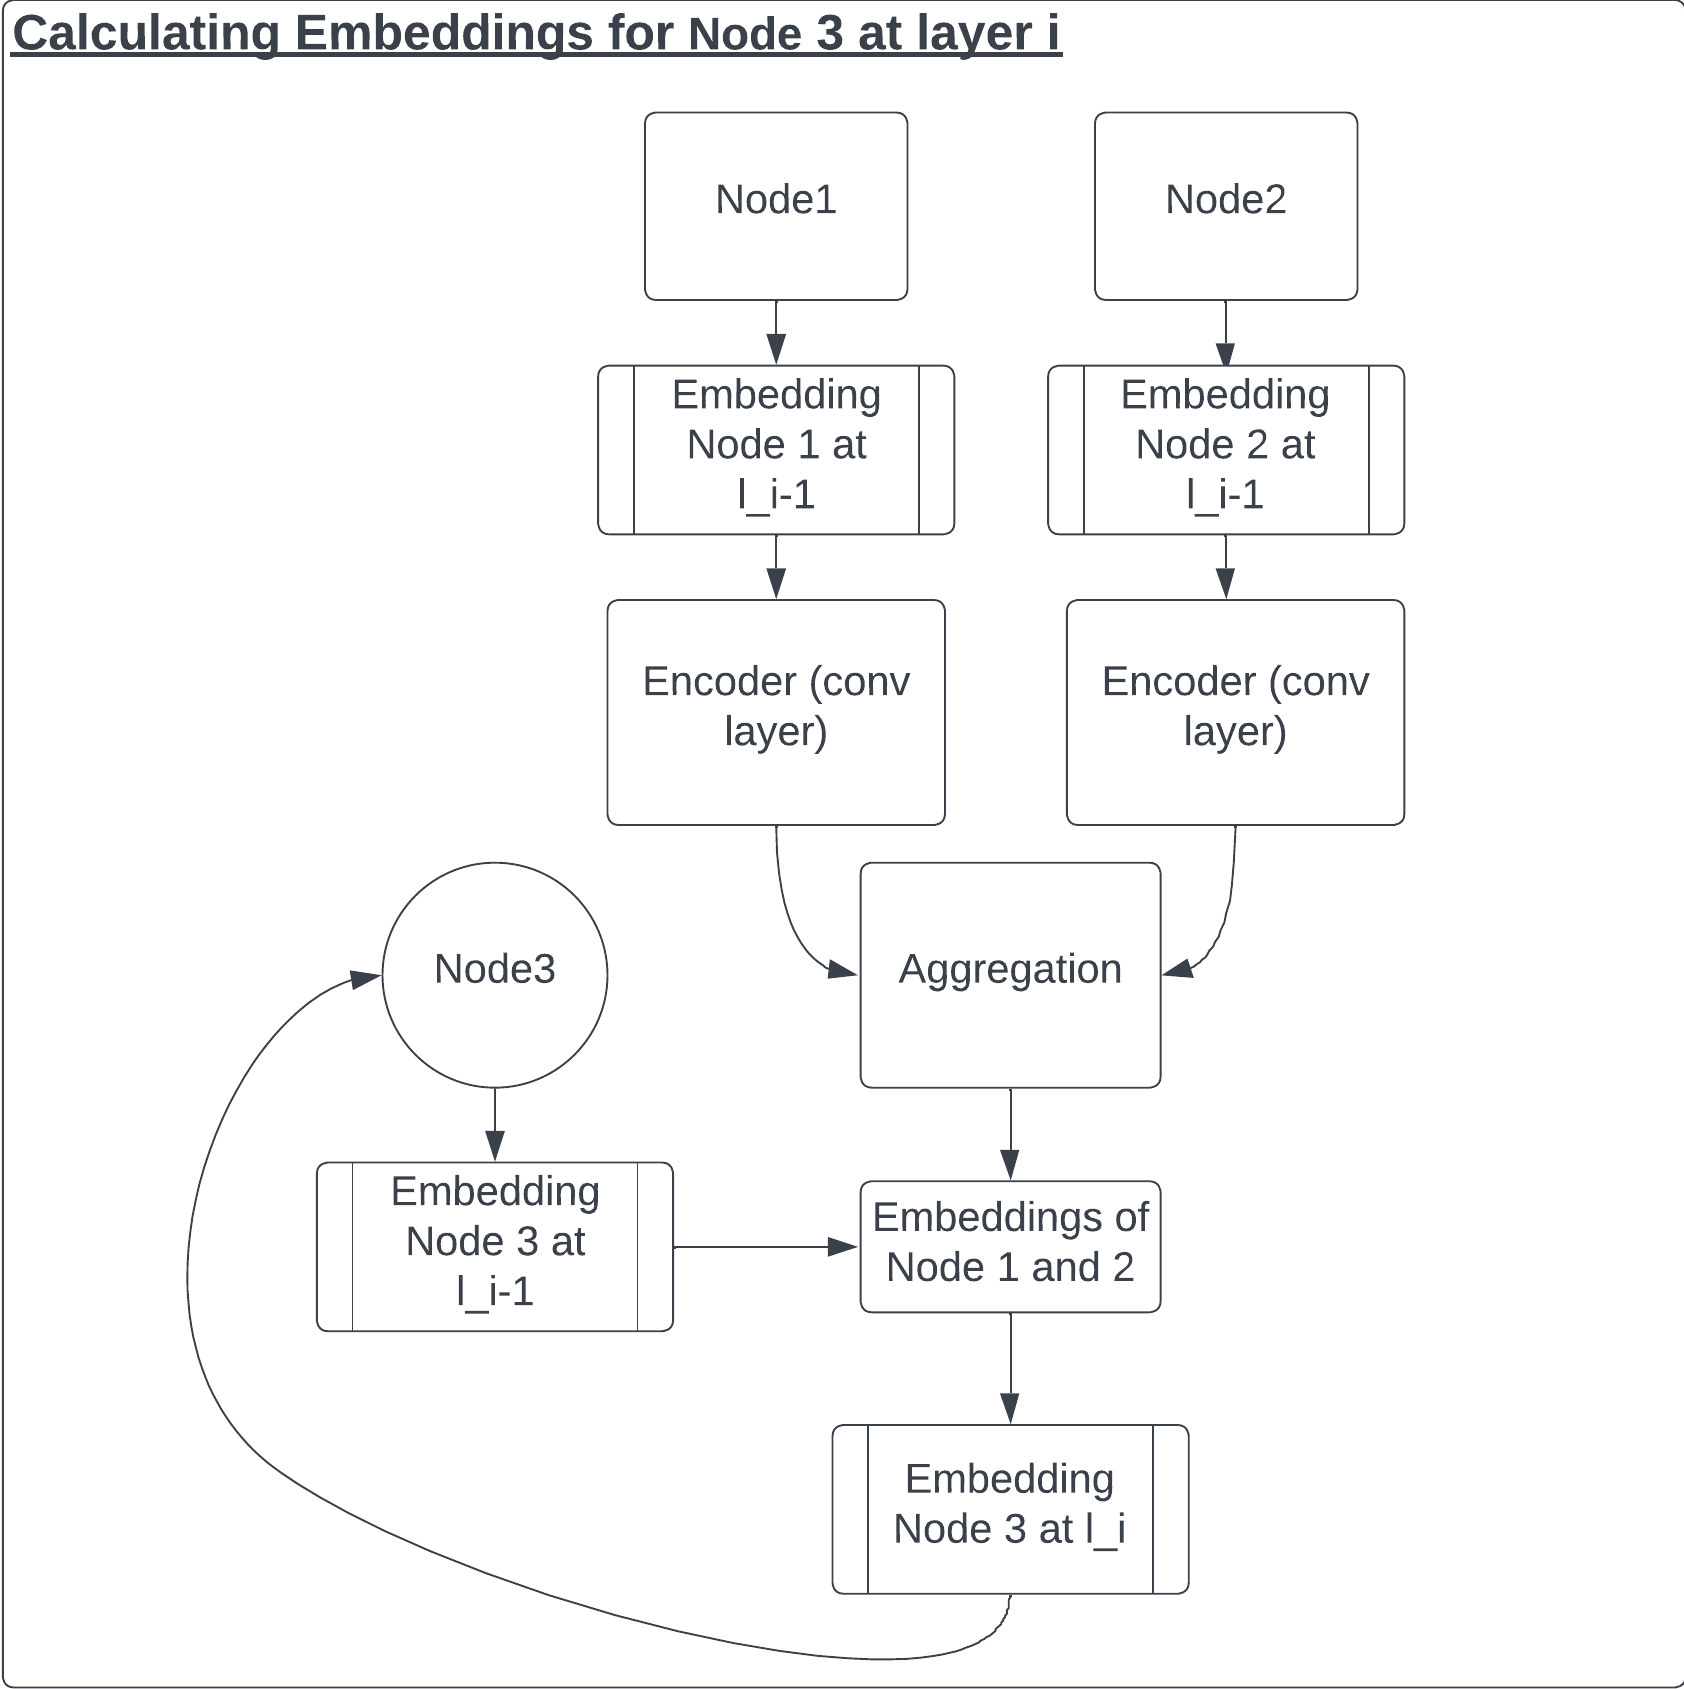 Calculating Embeddings for Node 3 at layer i
Node1
Node2
Embedding
Node 1 at
l_i-1
Embedding
Node 2 at
l_i-1
Encoder (conv
layer)
Encoder (conv
layer)
Node3
Aggregation
Embedding
Node 3 at
l_i-1
Embeddings of
Node 1 and 2
Embedding
Node 3 at l_i